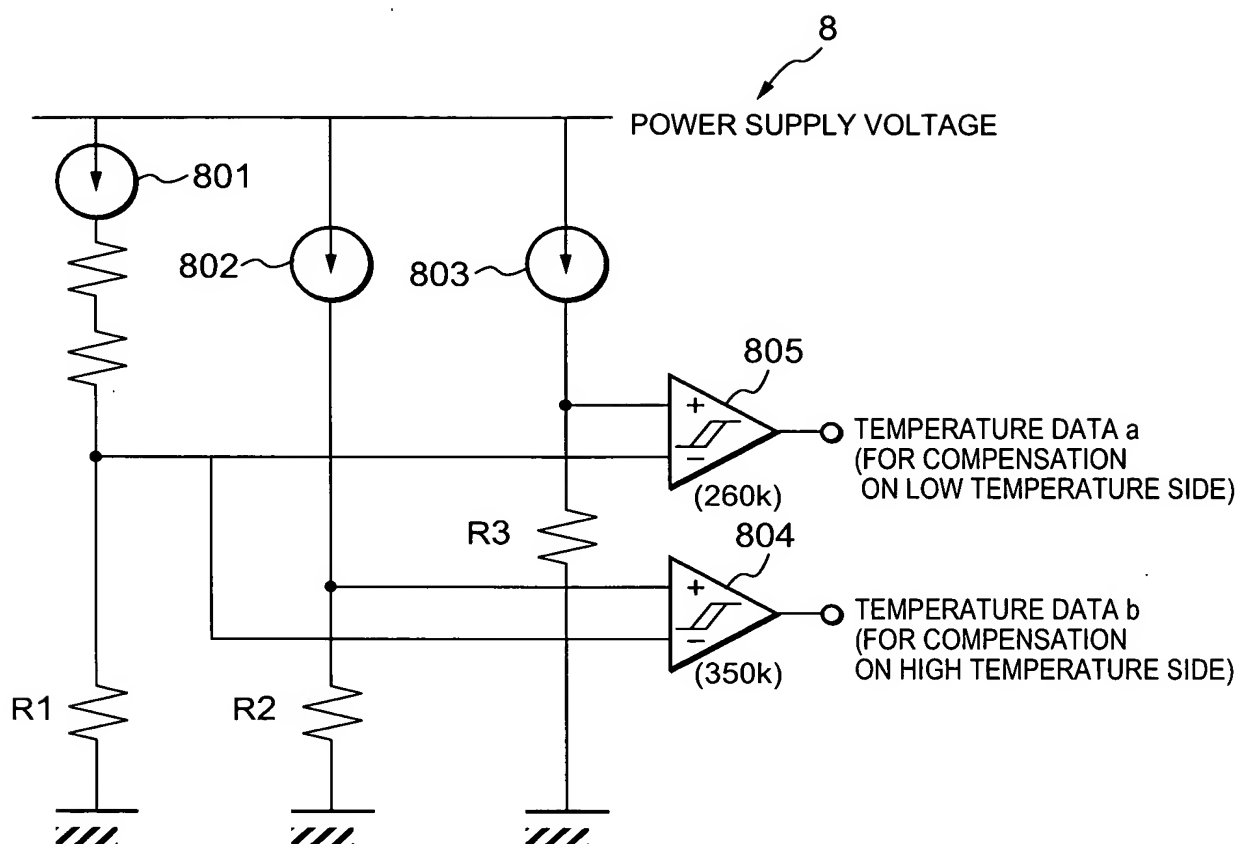 8
POWER SUPPLY VOLTAGE
801
802
803
805
+
−
(260k)
TEMPERATURE DATA a
(FOR COMPENSATION
ON LOW TEMPERATURE SIDE)
R3
804
+
−
(350k)
TEMPERATURE DATA b
(FOR COMPENSATION
ON HIGH TEMPERATURE SIDE)
R1
R2